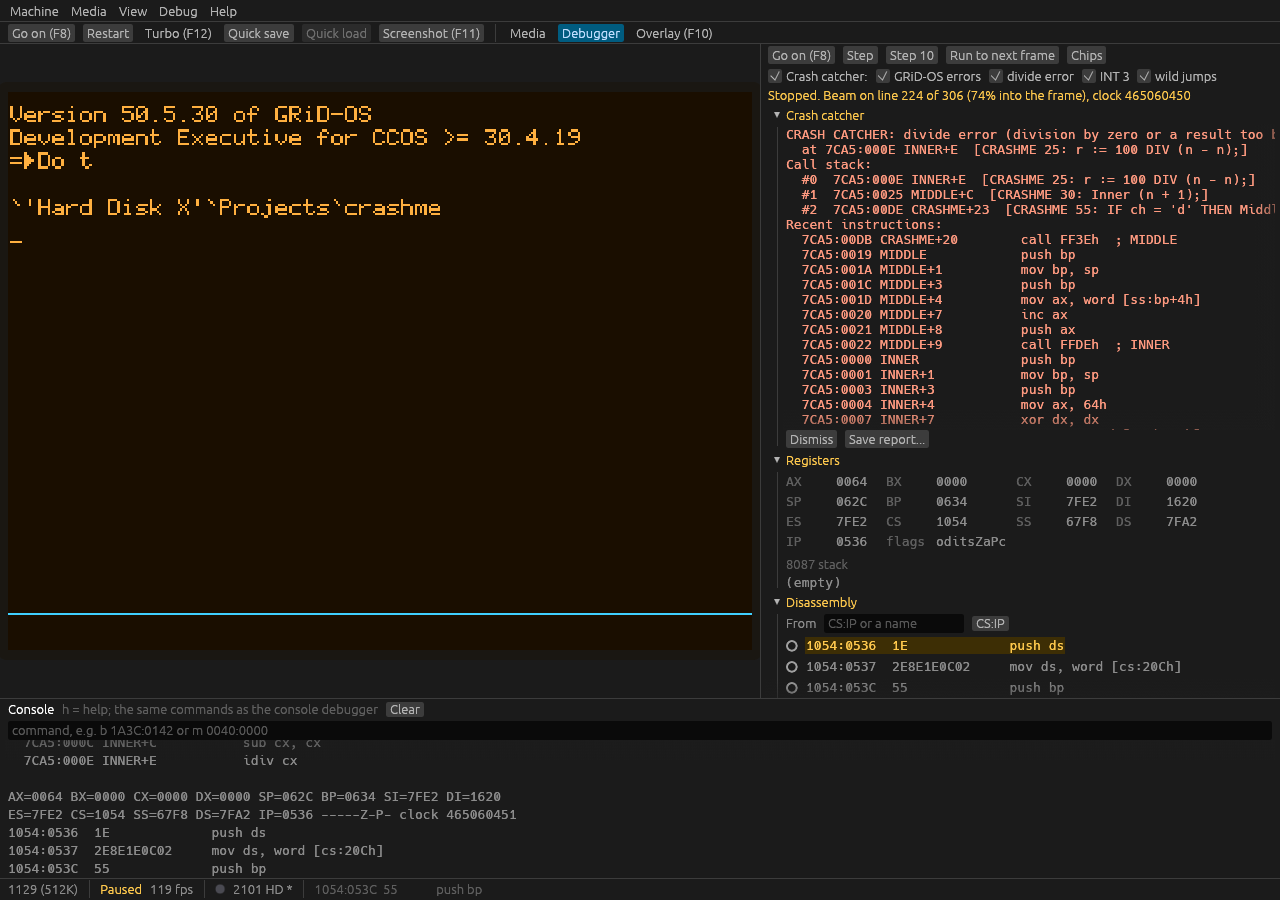 Machine Media View Debug Help
Go on (F8) Restart Turbo (F12) Quick save Quick load Screenshot (F11) Media Debugger Overlay (F10)
Version 50.5.30 of GRiD-OS
Development Executive for CCOS >= 30.4.19
=>Do t
`'Hard Disk X'`Projects`crashme
_
Go on (F8) Step Step 10 Run to next frame Chips
Crash catcher: GRiD-OS errors divide error INT 3 wild jumps
Stopped. Beam on line 224 of 306 (74% into the frame), clock 465060450
Crash catcher
CRASH CATCHER: divide error (division by zero or a result too
at 7CA5:000E INNER+E [CRASHME 25: r := 100 DIV (n - n);]
Call stack:
#0 7CA5:000E INNER+E [CRASHME 25: r := 100 DIV (n - n);]
#1 7CA5:0025 MIDDLE+C [CRASHME 30: Inner (n + 1);]
#2 7CA5:00DE CRASHME+23 [CRASHME 55: IF ch = 'd' THEN Middl
Recent instructions:
7CA5:00DB CRASHME+20 call FF3Eh ; MIDDLE
7CA5:0019 MIDDLE push bp
7CA5:001A MIDDLE+1 mov bp, sp
7CA5:001C MIDDLE+3 push bp
7CA5:001D MIDDLE+4 mov ax, word [ss:bp+4h]
7CA5:0020 MIDDLE+7 inc ax
7CA5:0021 MIDDLE+8 push ax
7CA5:0022 MIDDLE+9 call FFDEh ; INNER
7CA5:0000 INNER push bp
7CA5:0001 INNER+1 mov bp, sp
7CA5:0003 INNER+3 push bp
7CA5:0004 INNER+4 mov ax, 64h
7CA5:0007 INNER+7 xor dx, dx
Dismiss Save report...
Registers
AX 0064 BX 0000 CX 0000 DX 0000
SP 062C BP 0634 SI 7FE2 DI 1620
ES 7FE2 CS 1054 SS 67F8 DS 7FA2
IP 0536 flags oditsZaPc
8087 stack
(empty)
Disassembly
From CS:IP or a name CS:IP
1054:0536 1E push ds
1054:0537 2E8E1E0C02 mov ds, word [cs:20Ch]
1054:053C 55 push bp
Console h = help; the same commands as the console debugger Clear
command, e.g. b 1A3C:0142 or m 0040:0000
7CA5:000C INNER+C sub cx, cx
7CA5:000E INNER+E idiv cx
AX=0064 BX=0000 CX=0000 DX=0000 SP=062C BP=0634 SI=7FE2 DI=1620
ES=7FE2 CS=1054 SS=67F8 DS=7FA2 IP=0536 -----Z-P- clock 465060451
1054:0536 1E push ds
1054:0537 2E8E1E0C02 mov ds, word [cs:20Ch]
1054:053C 55 push bp
1129 (512K) Paused 119 fps 2101 HD * 1054:053C 55 push bp